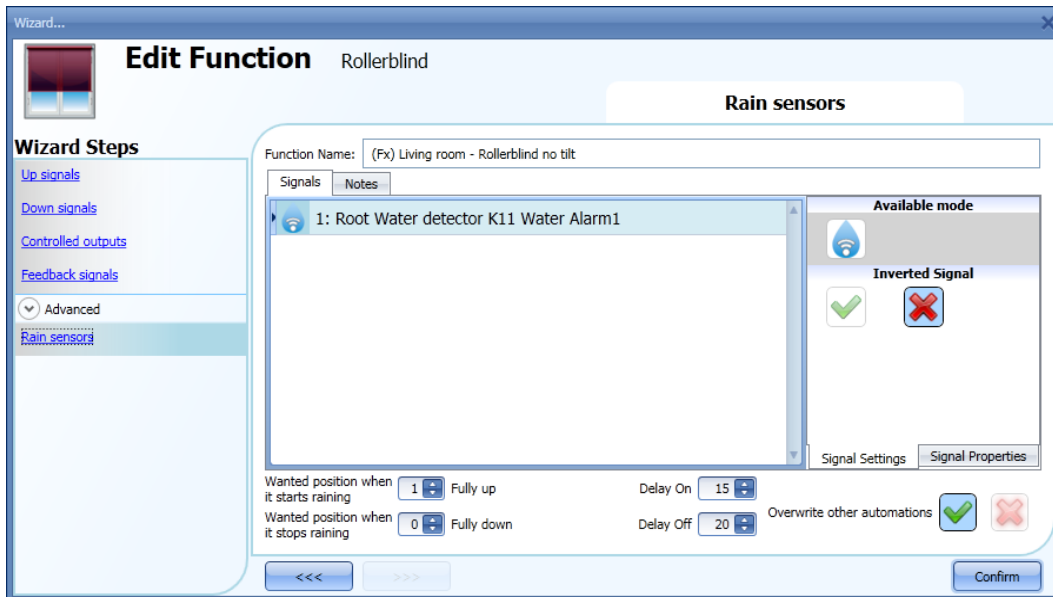 Wizard...
Edit Function Rollerblind
Rain sensors
Wizard Steps
Up signals
Down signals
Controlled outputs
Feedback signals
Advanced
Rain sensors
Function Name: (Fx) Living room - Rollerblind no tilt
Signals Notes
1: Root Water detector K11 Water Alarm1
Available mode
Inverted Signal
Signal Settings Signal Properties
Wanted position when
it starts raining
1 Fully up
Delay On 15
Wanted position when
it stops raining
0 Fully down
Delay Off 20
Overwrite other automations
<<< >>> Confirm